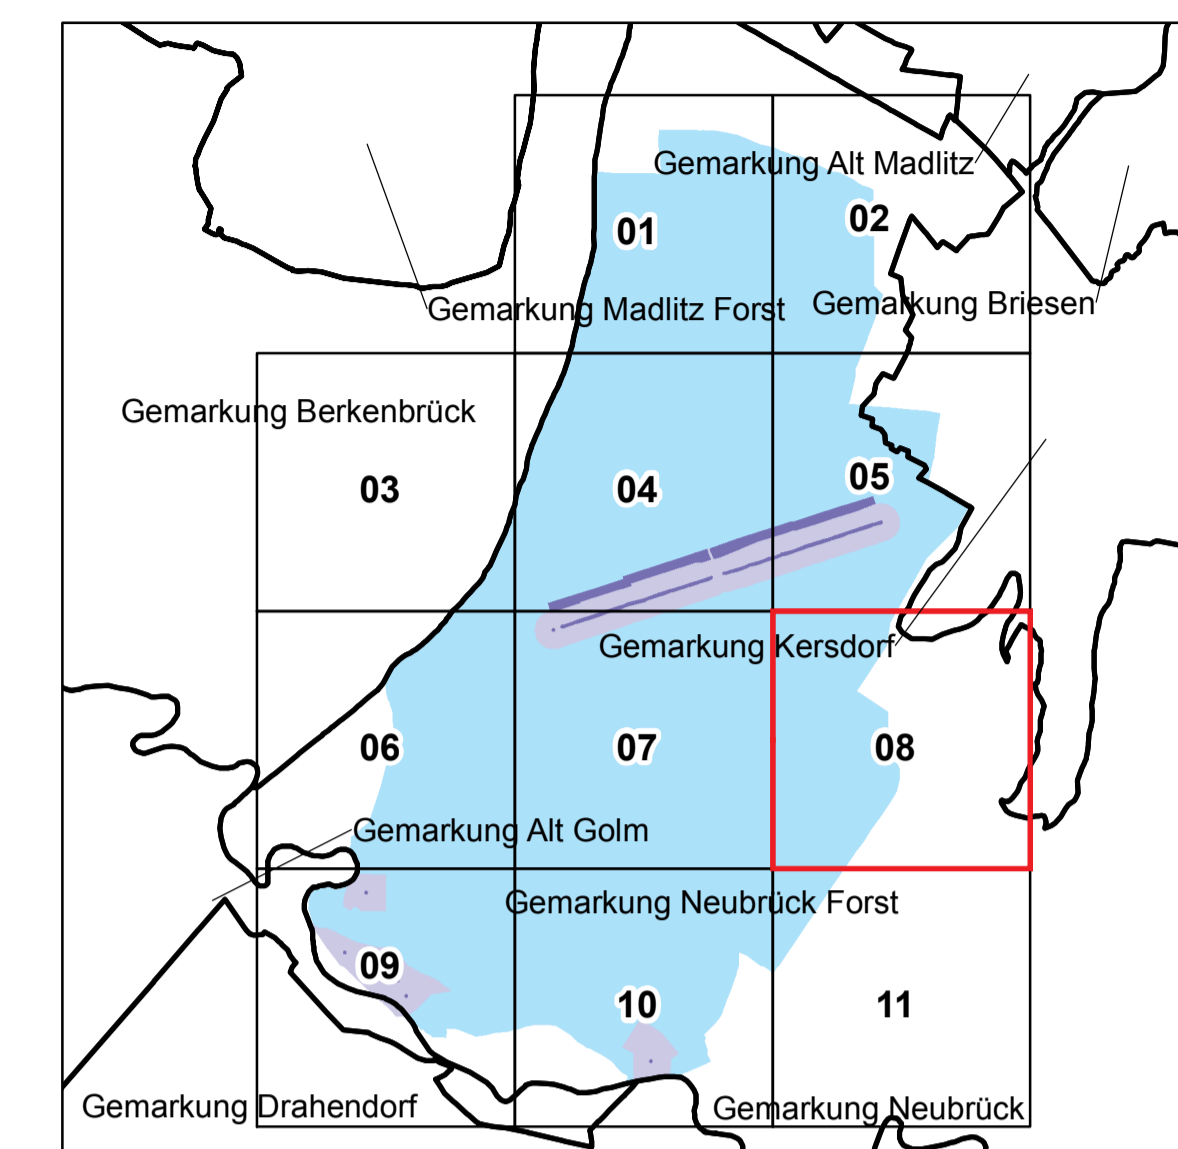 Gemarkung Alt Madlitz
01
02
Gemarkung Madlitz Forst
Gemarkung Briesen
Gemarkung Berkenbrück
03
04
05
Gemarkung Kersdorf
06
07
08
Gemarkung Alt Golm
Gemarkung Neubrück Forst
09
10
11
Gemarkung Drahendorf
Gemarkung Neubrück